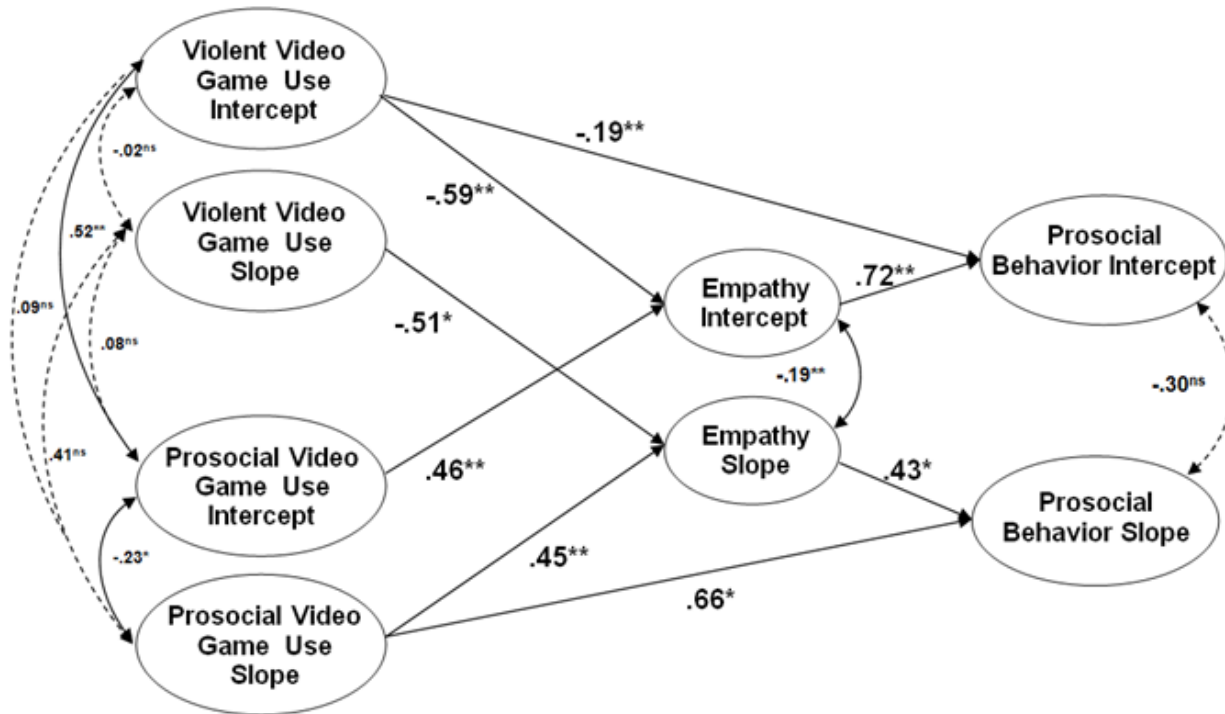 Violent Video
Game Use
Intercept
-.19**
-.02ns
-.59**
Violent Video
Game Use
Slope
.52**
Prosocial
Behavior Intercept
.72**
Empathy
Intercept
.09ns
-.51*
.08ns
-.19**
-.30ns
Empathy
Slope
.41ns
Prosocial Video
Game Use
Intercept
.46**
.43*
Prosocial
Behavior Slope
-.23*
.45**
.66*
Prosocial Video
Game Use
Slope